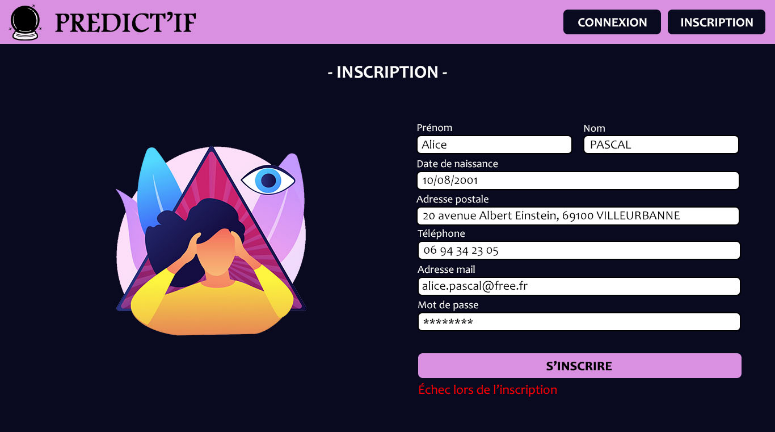 PREDICT'IF
CONNEXION
INSCRIPTION
- INSCRIPTION -
Prénom
Nom
Alice
PASCAL
Date de naissance
10/08/2001
Adresse postale
20 avenue Albert Einstein, 69100 VILLEURBANNE
Téléphone
06 94 34 23 05
Adresse mail
alice.pascal@free.fr
Mot de passe
********
S'INSCRIRE
Échec lors de l'inscription